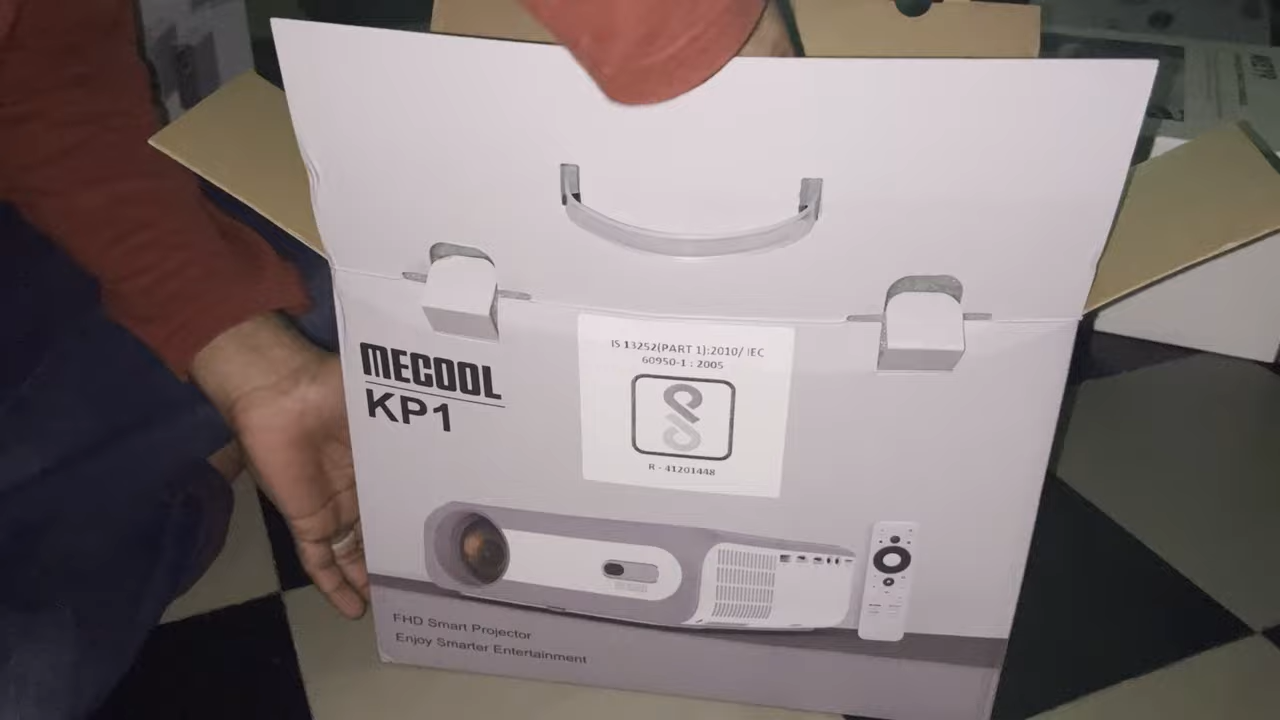 MECOOL
KP1
IS 13252(PART 1):2010/ IEC
60950-1 : 2005
R - 41201448
FHD Smart Projector
Enjoy Smarter Entertainment